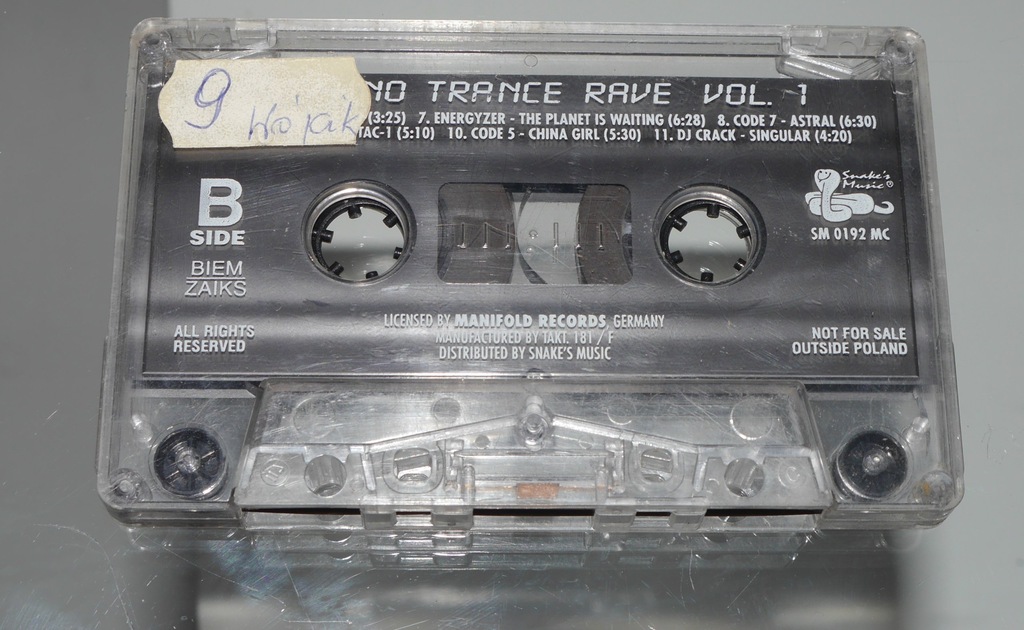 9 Wójcik
NO TRANCE RAVE VOL. 1
(3:25) 7. ENERGYZER - THE PLANET IS WAITING (6:28) 8. CODE 7 - ASTRAL (6:30)
TAC-1 (5:10) 10. CODE 5 - CHINA GIRL (5:30) 11. DJ CRACK - SINGULAR (4:20)
B
SIDE
BIEM
ZAIKS
Snake's
Music ®
SM 0192 MC
ALL RIGHTS
RESERVED
LICENSED BY MANIFOLD RECORDS, GERMANY
MANUFACTURED BY TAKT. 181 / F
DISTRIBUTED BY SNAKE'S MUSIC
NOT FOR SALE
OUTSIDE POLAND